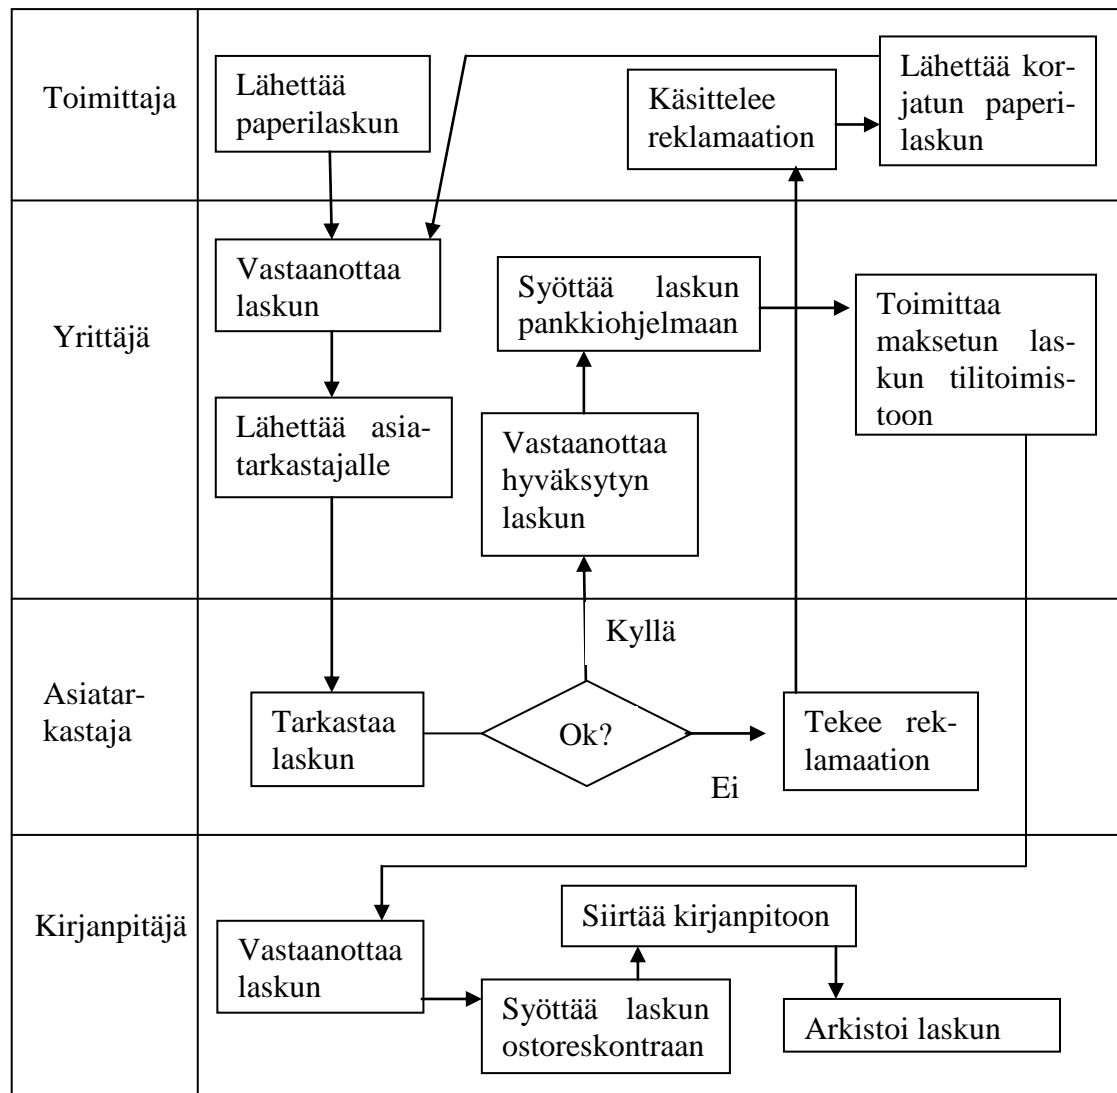 Toimittaja
Lähettää
paperilaskun
Käsittelee
reklamaation
Lähettää kor-
jatun paperi-
laskun
Yrittäjä
Vastaanottaa
laskun
Syöttää laskun
pankkiohjelmaan
Toimittaa
maksetun las-
kun tilitoimis-
toon
Lähettää asia-
tarkastajalle
Vastaanottaa
hyväksytyn
laskun
Kyllä
Asiatar-
kastaja
Tarkastaa
laskun
Ok?
Ei
Tekee rek-
lamaation
Kirjanpitäjä
Vastaanottaa
laskun
Syöttää laskun
ostoreskontraan
Siirtää kirjanpitoon
Arkistoi laskun